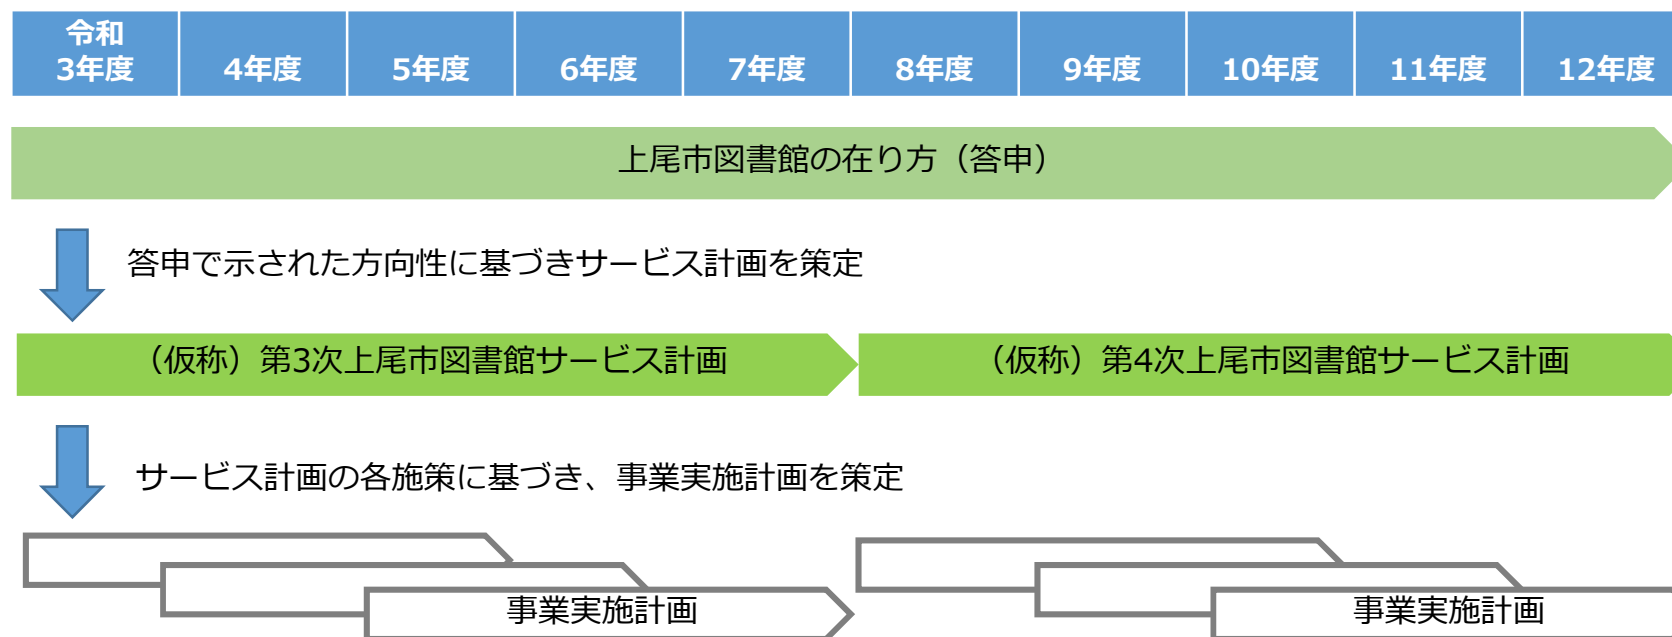 令和
3年度 4年度 5年度 6年度 7年度 8年度 9年度 10年度 11年度 12年度
上尾市図書館の在り方（答申）
答申で示された方向性に基づきサービス計画を策定
（仮称）第3次上尾市図書館サービス計画 （仮称）第4次上尾市図書館サービス計画
サービス計画の各施策に基づき、事業実施計画を策定
事業実施計画 事業実施計画